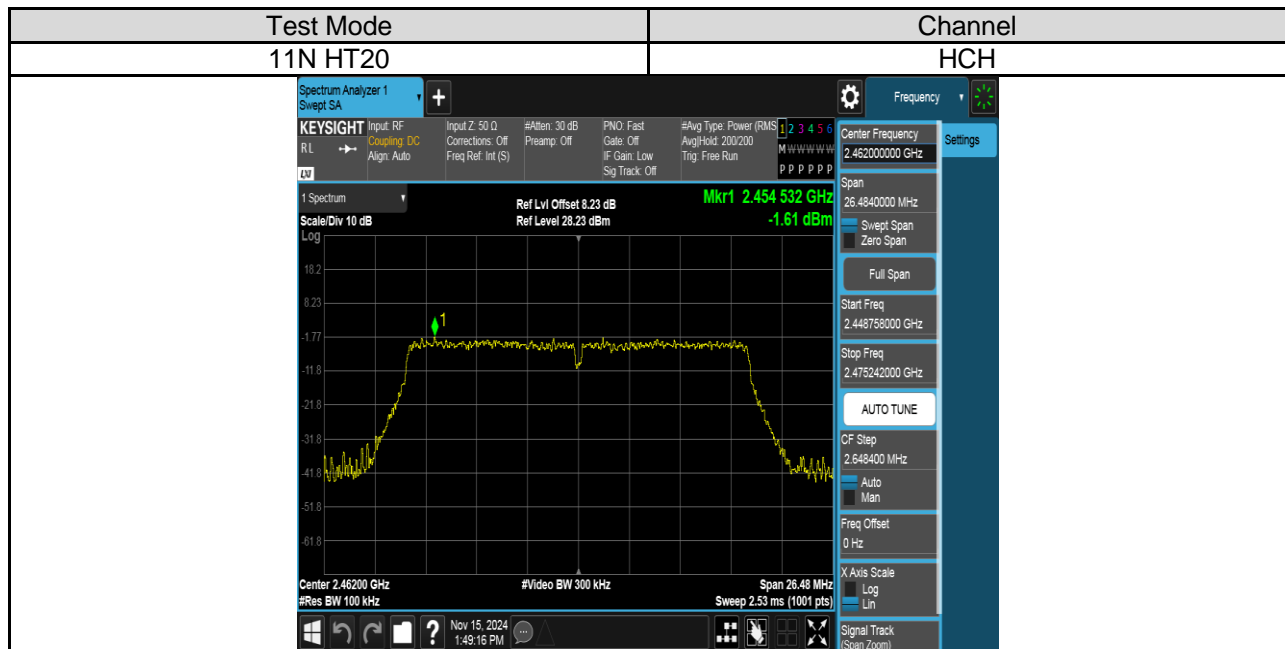 Test Mode Channel
11N HT20 HCH
Spectrum Analyzer 1
Swept SA
+
Frequency
KEYSIGHT Input: RF Input Z: 50 Ω #Atten: 30 dB PNO: Fast #Avg Type: Power (RMS 1 2 3 4 5 6
Coupling: DC Corrections: Off Preamp: Off Gate: Off Avg|Hold: 200/200 M W W W W W
RL Align: Auto Freq Ref: Int (S) IF Gain: Low Trig: Free Run
LXI Sig Track: Off P P P P P P
1 Spectrum Ref Lvl Offset 8.23 dB Mkr1 2.454 532 GHz
Scale/Div 10 dB Ref Level 28.23 dBm -1.61 dBm
Log
18.2
8.23
-1.77
-11.8
-21.8
-31.8
-41.8
-51.8
-61.8
1
Center 2.46200 GHz #Video BW 300 kHz Span 26.48 MHz
#Res BW 100 kHz Sweep 2.53 ms (1001 pts)
Center Frequency
2.462000000 GHz
Settings
Span
26.4840000 MHz
Swept Span
Zero Span
Full Span
Start Freq
2.448758000 GHz
Stop Freq
2.475242000 GHz
AUTO TUNE
CF Step
2.648400 MHz
Auto
Man
Freq Offset
0 Hz
X Axis Scale
Log
Lin
Signal Track
(Span Zoom)
? Nov 15, 2024
1:49:16 PM